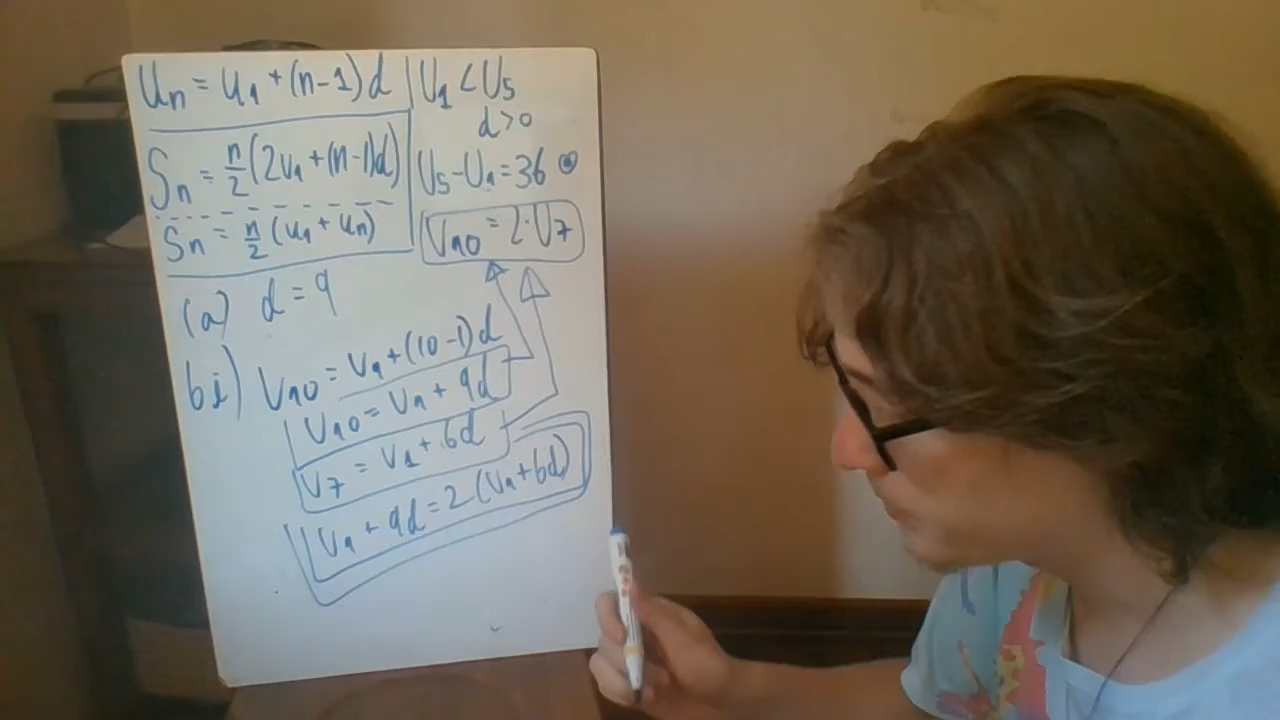 Un = U1 + (n-1)d
Sn = n/2 (2U1 + (n-1)d)
Sn = n/2 (U1 + Un)
U1 < U5
d > 0
U5 - U1 = 36
U10 = 2·U7
(a) d = 9
bi) U10 = U1 + (10-1)d
U10 = U1 + 9d
U7 = U1 + 6d
U1 + 9d = 2(U1 + 6d)